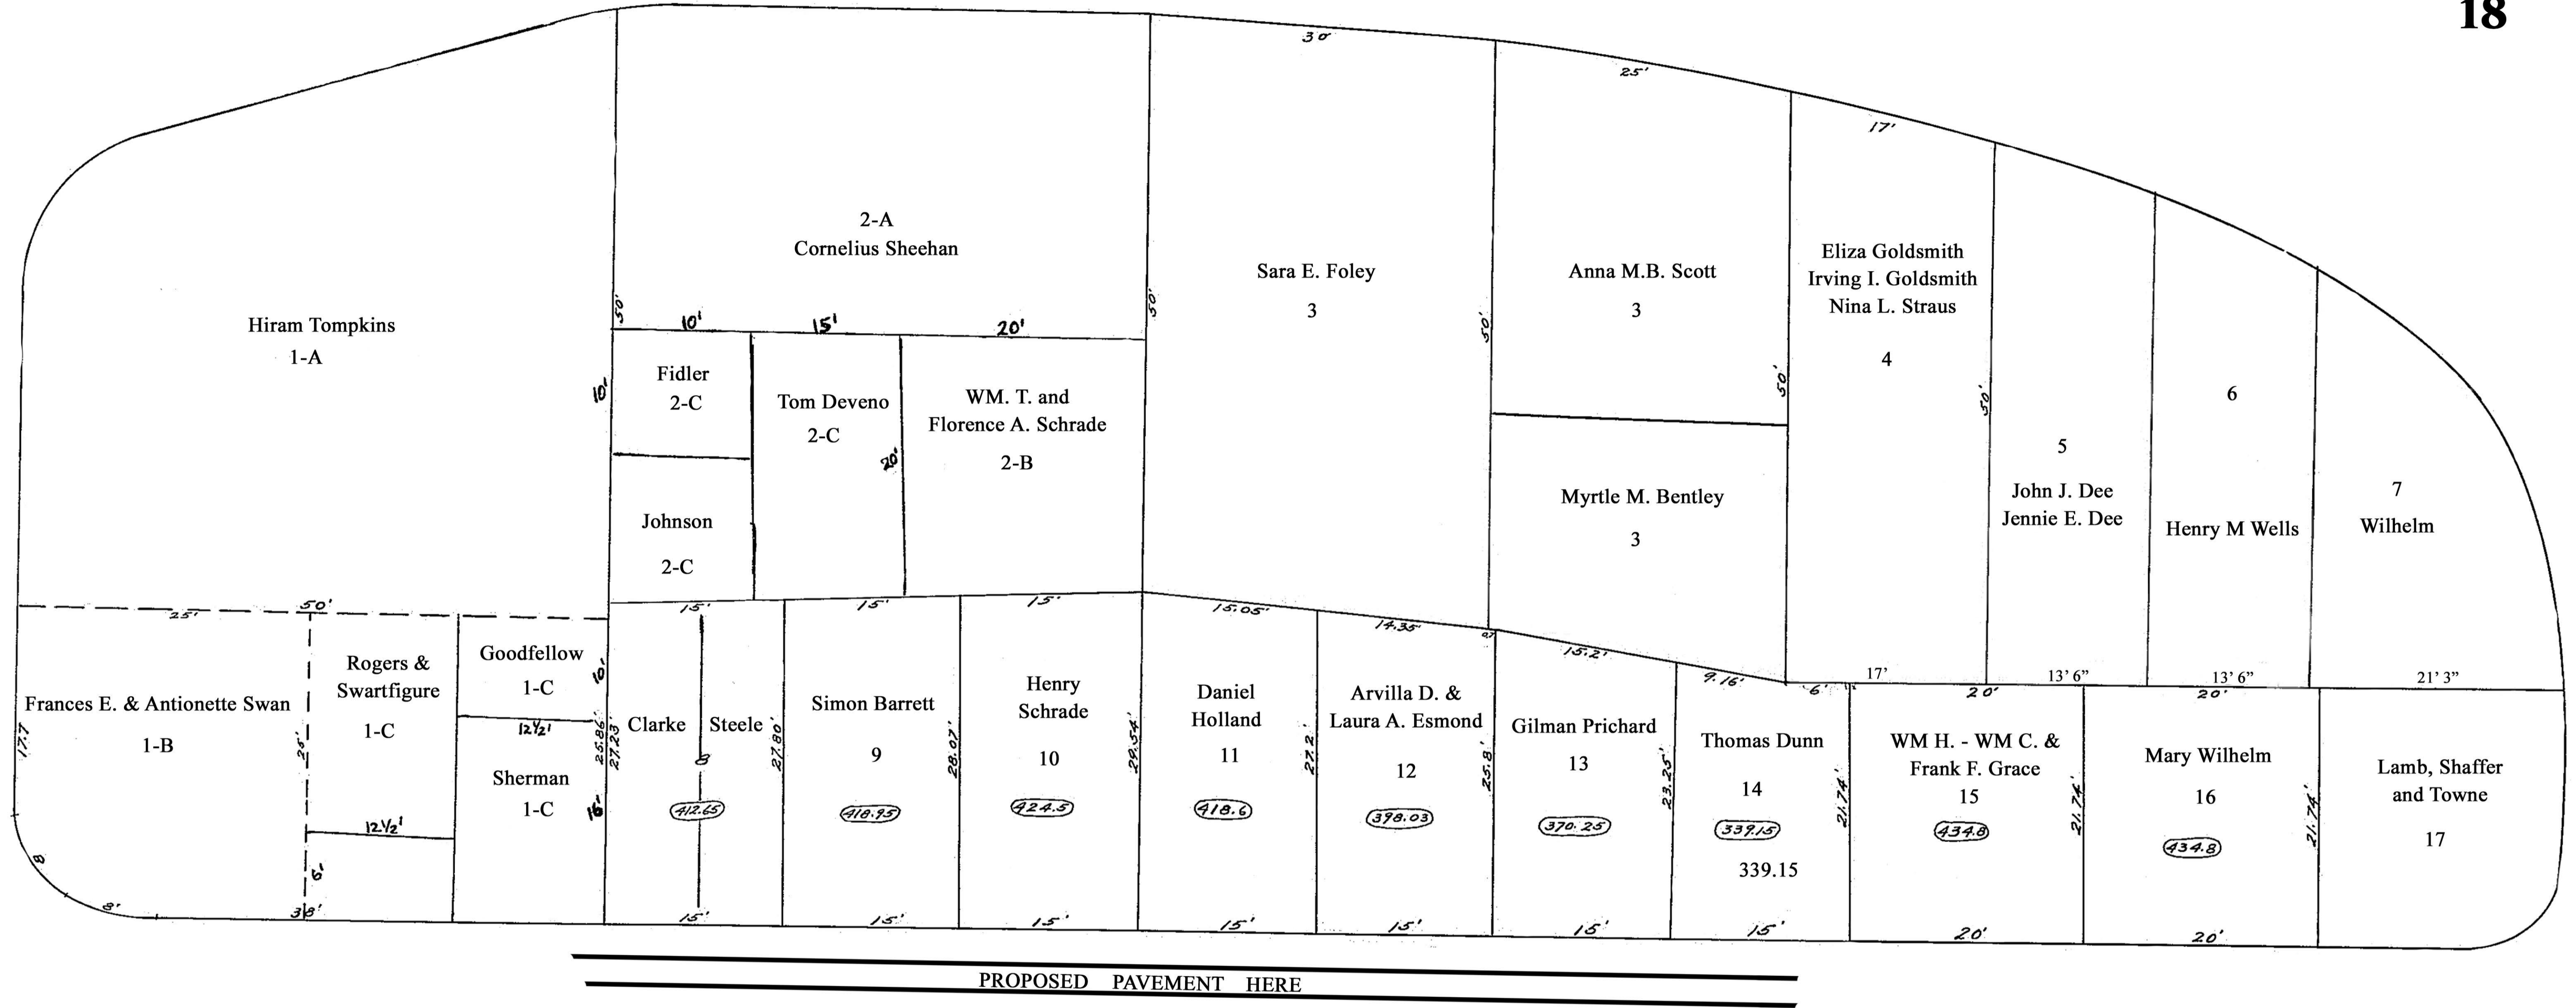 18
30'
25'
17'
2-A
Cornelius Sheehan
Sara E. Foley
3
Anna M.B. Scott
3
Eliza Goldsmith
Irving I. Goldsmith
Nina L. Straus
4
Hiram Tompkins
1-A
50'
50'
50'
50'
50'
10'
15'
20'
10'
Fidler
2-C
Tom Deveno
2-C
20'
WM. T. and
Florence A. Schrade
2-B
Johnson
2-C
Myrtle M. Bentley
3
5
John J. Dee
Jennie E. Dee
6
Henry M Wells
7
Wilhelm
50'
25'
15'
15'
15'
15.05'
14.35'
15.2'
9.16'
6'
17'
20'
13' 6”
20'
13' 6”
21' 3”
Frances E. & Antionette Swan
1-B
17.7
25'
Rogers &
Swartfigure
1-C
12½'
6'
Goodfellow
1-C
10'
12½'
Sherman
1-C
25.86'
27.23'
Clarke
Steele
8
412.65
27.80'
Simon Barrett
9
418.95
28.07'
Henry
Schrade
10
424.5
29.54'
Daniel
Holland
11
418.6
27.2'
Arvilla D. &
Laura A. Esmond
12
398.03
25.8'
Gilman Prichard
13
370.25
23.25'
Thomas Dunn
14
339.15
339.15
21.74'
WM H. - WM C. &
Frank F. Grace
15
434.8
21.74'
Mary Wilhelm
16
434.8
21.74'
Lamb, Shaffer
and Towne
17
8
8'
38'
15'
15'
15'
15'
15'
15'
15'
20'
20'
PROPOSED PAVEMENT HERE